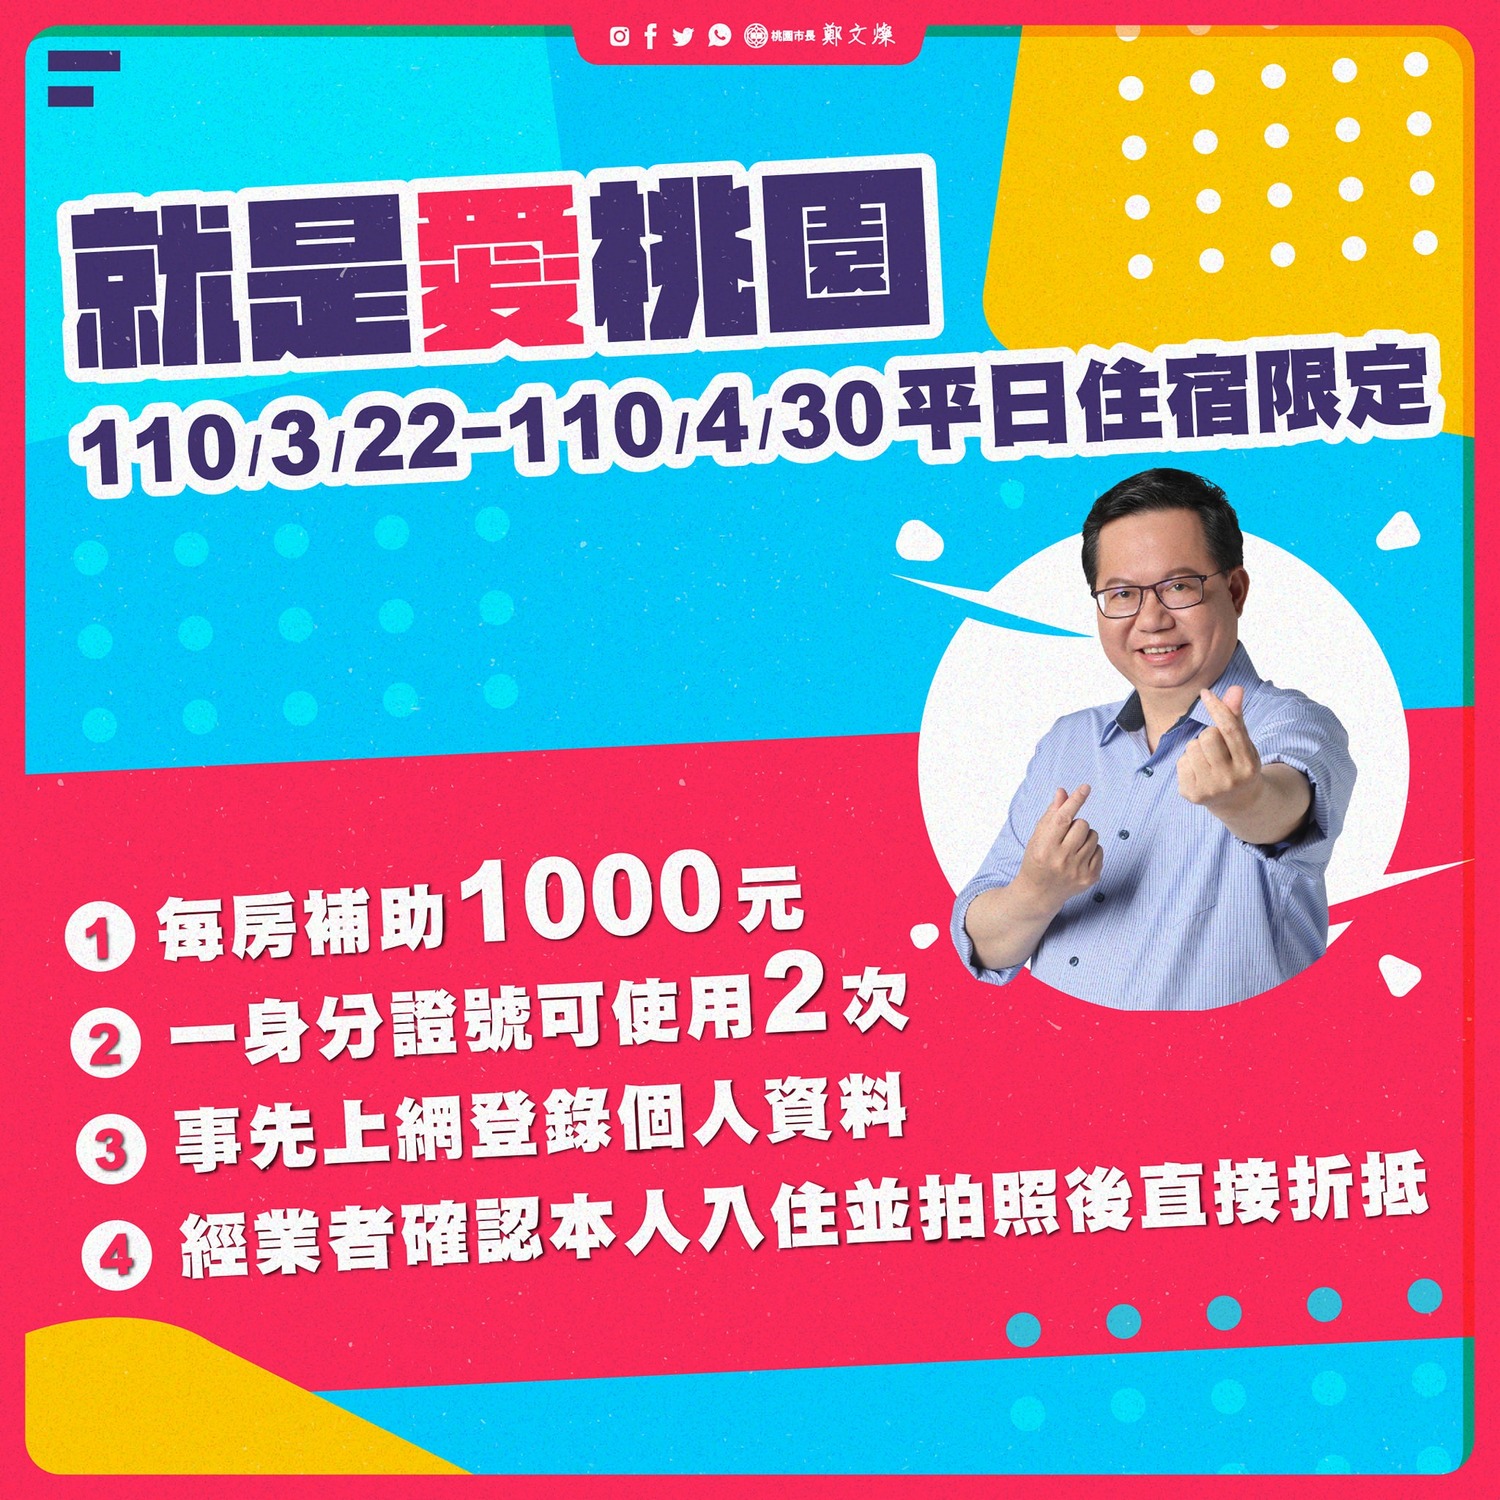 桃園市長 鄭文燦
就是愛桃園
110/3/22-110/4/30平日住宿限定
1 每房補助1000元
2 一身分證號可使用2次
3 事先上網登錄個人資料
4 經業者確認本人入住並拍照後直接折抵